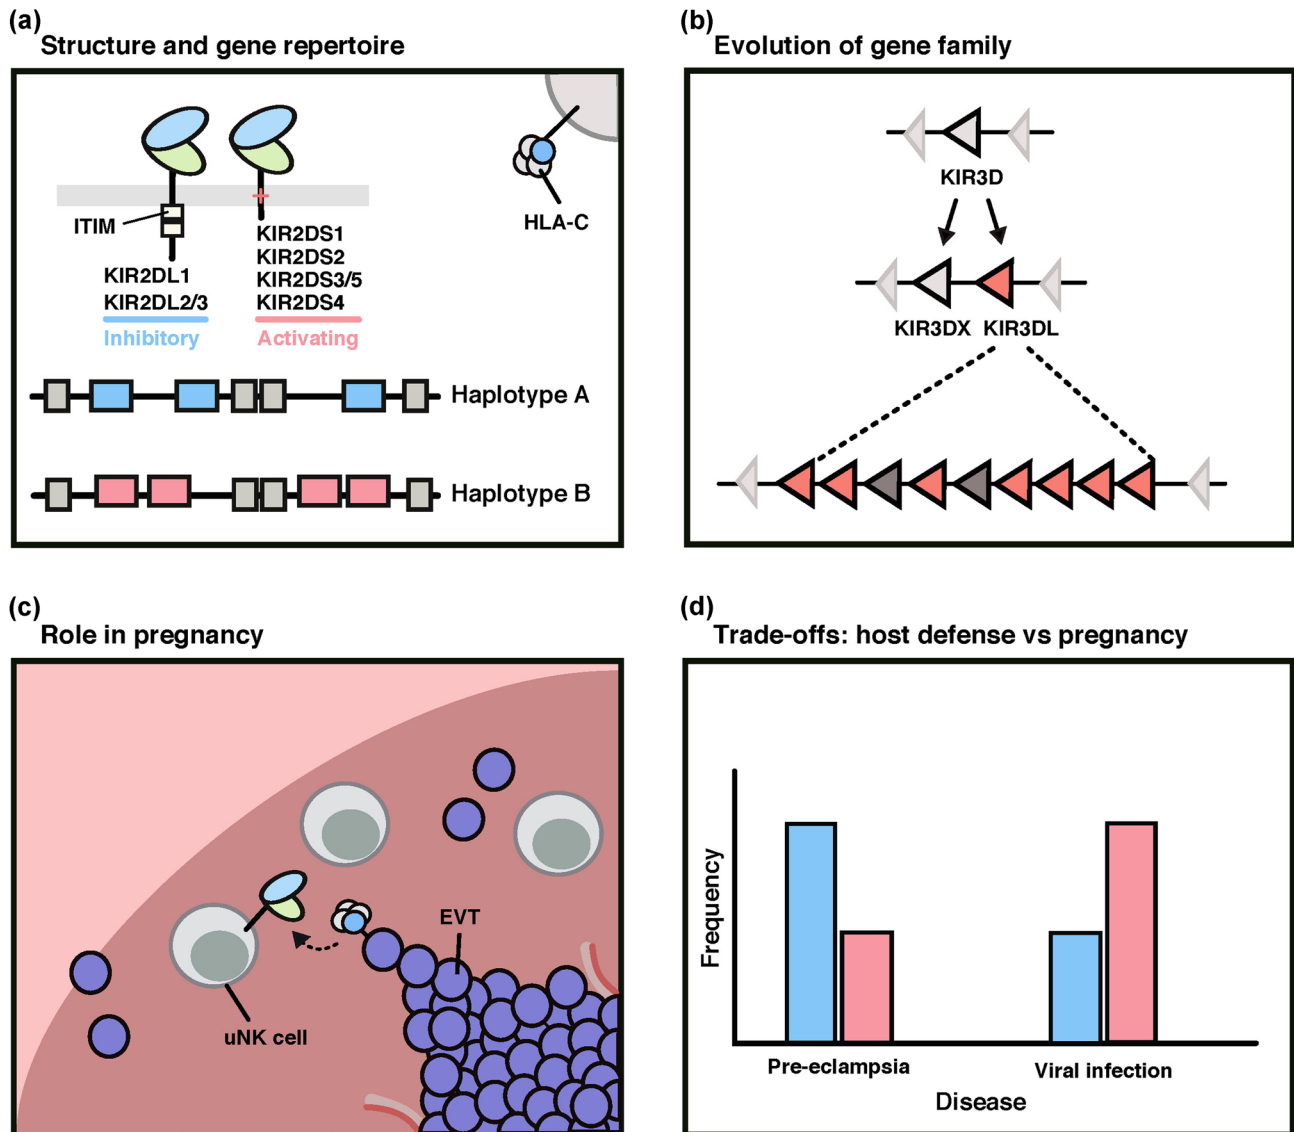 (a)
Structure and gene repertoire
ITIM
KIR2DL1
KIR2DL2/3
Inhibitory
KIR2DS1
KIR2DS2
KIR2DS3/5
KIR2DS4
Activating
HLA-C
Haplotype A
Haplotype B
(b)
Evolution of gene family
KIR3D
KIR3DX KIR3DL
(c)
Role in pregnancy
EVT
uNK cell
(d)
Trade-offs: host defense vs pregnancy
Frequency
Pre-eclampsia
Viral infection
Disease